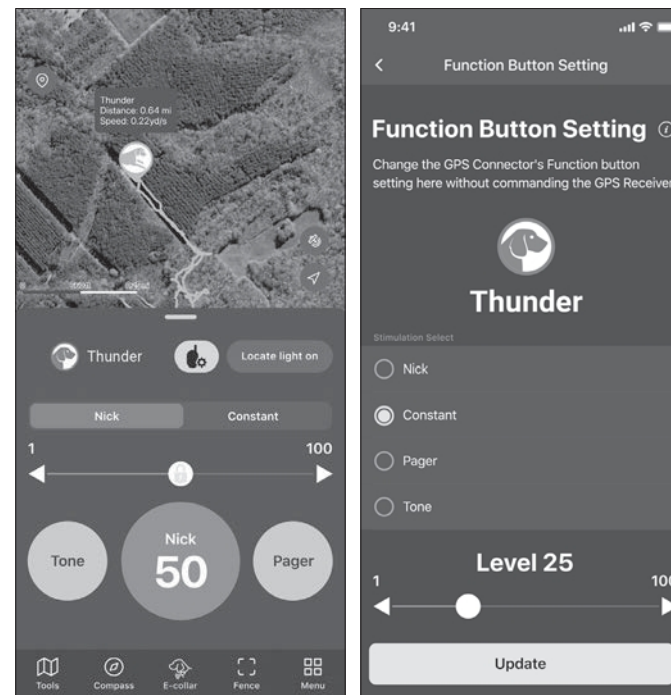 Thunder
Distance: 0.64 mi
Speed: 0.22yd/s
Thunder
Locate light on
Nick
Constant
1
100
Tone
Nick
50
Pager
Tools
Compass
E-collar
Fence
Menu
9:41
Function Button Setting
Function Button Setting
Change the GPS Connector's Function button
setting here without commanding the GPS Receiver
Thunder
Stimulation Select
Nick
Constant
Pager
Tone
Level 25
1
100
Update